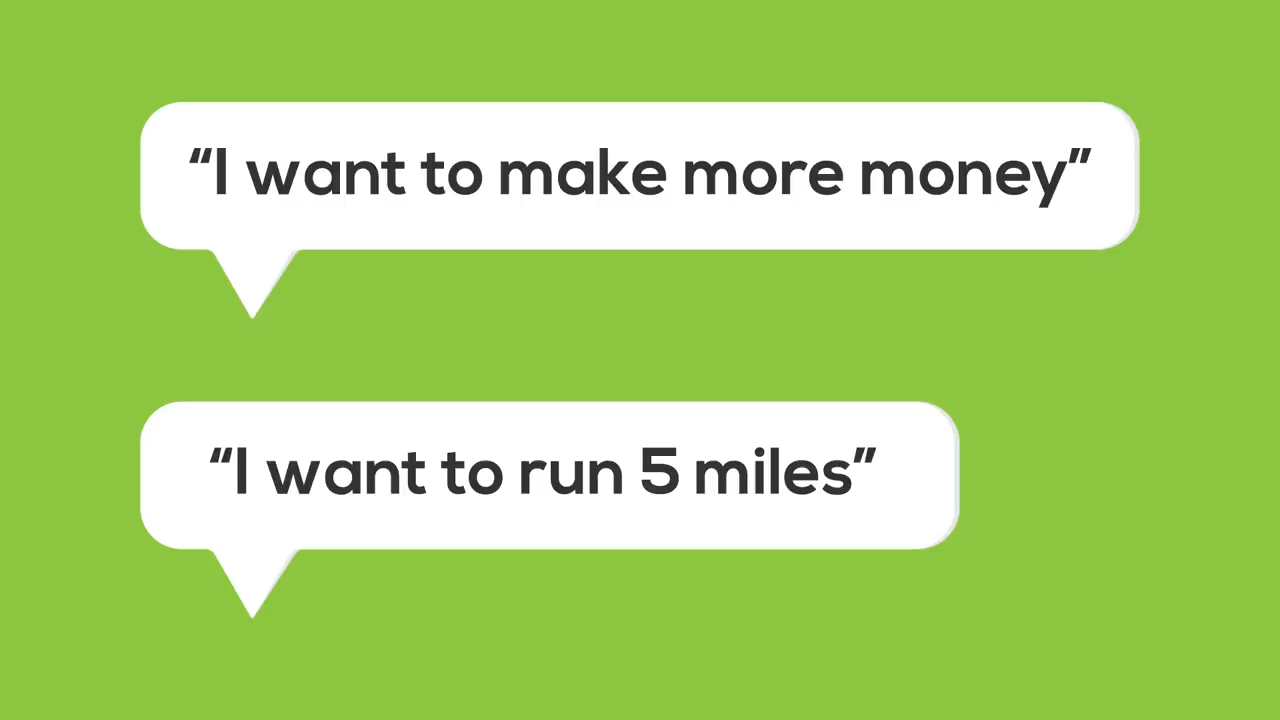 “I want to make more money”
“I want to run 5 miles”